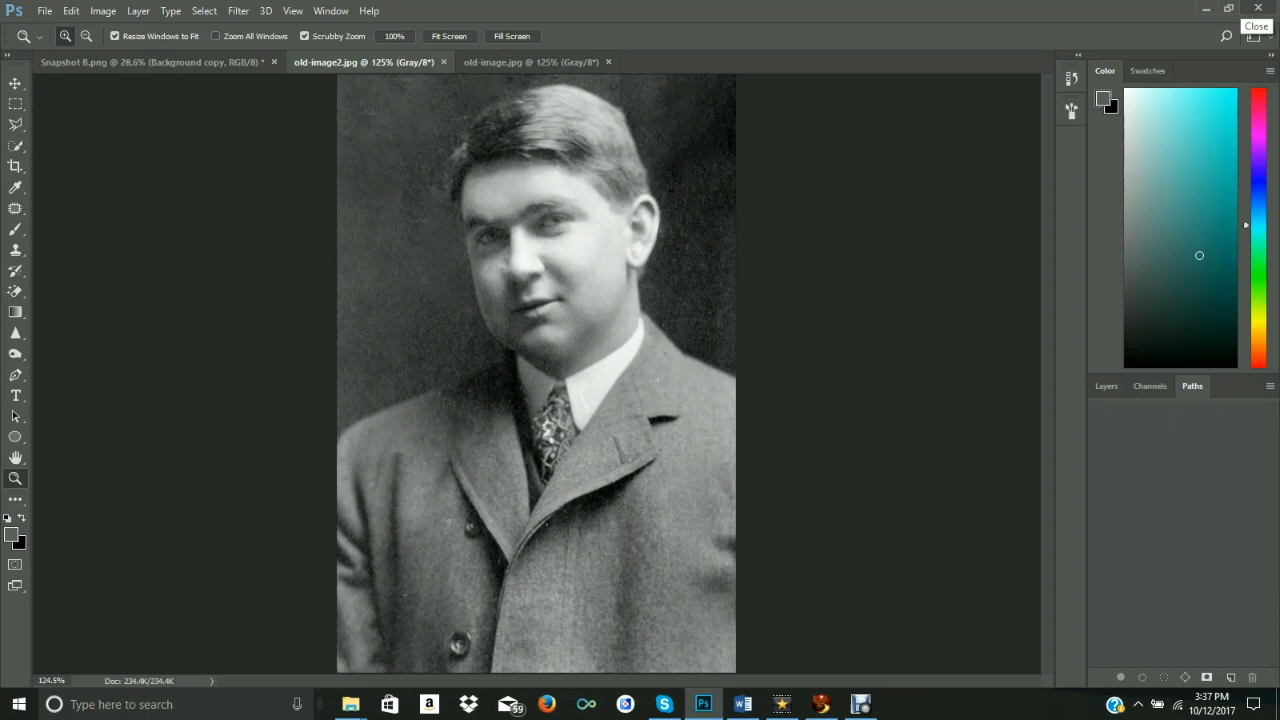 Ps File Edit Image Layer Type Select Filter 3D View Window Help
Close
Resize Windows to Fit Zoom All Windows Scrubby Zoom 100% Fit Screen Fill Screen
Snapshot B.png @ 28.6% (Background copy, RGB/8) * × old-image2.jpg @ 125% (Gray/8*) × old-image.jpg @ 125% (Gray/8*) ×
Color Swatches
Layers Channels Paths
124.5% Doc: 234.4K/234.4K
Type here to search
59
3:37 PM
10/12/2017